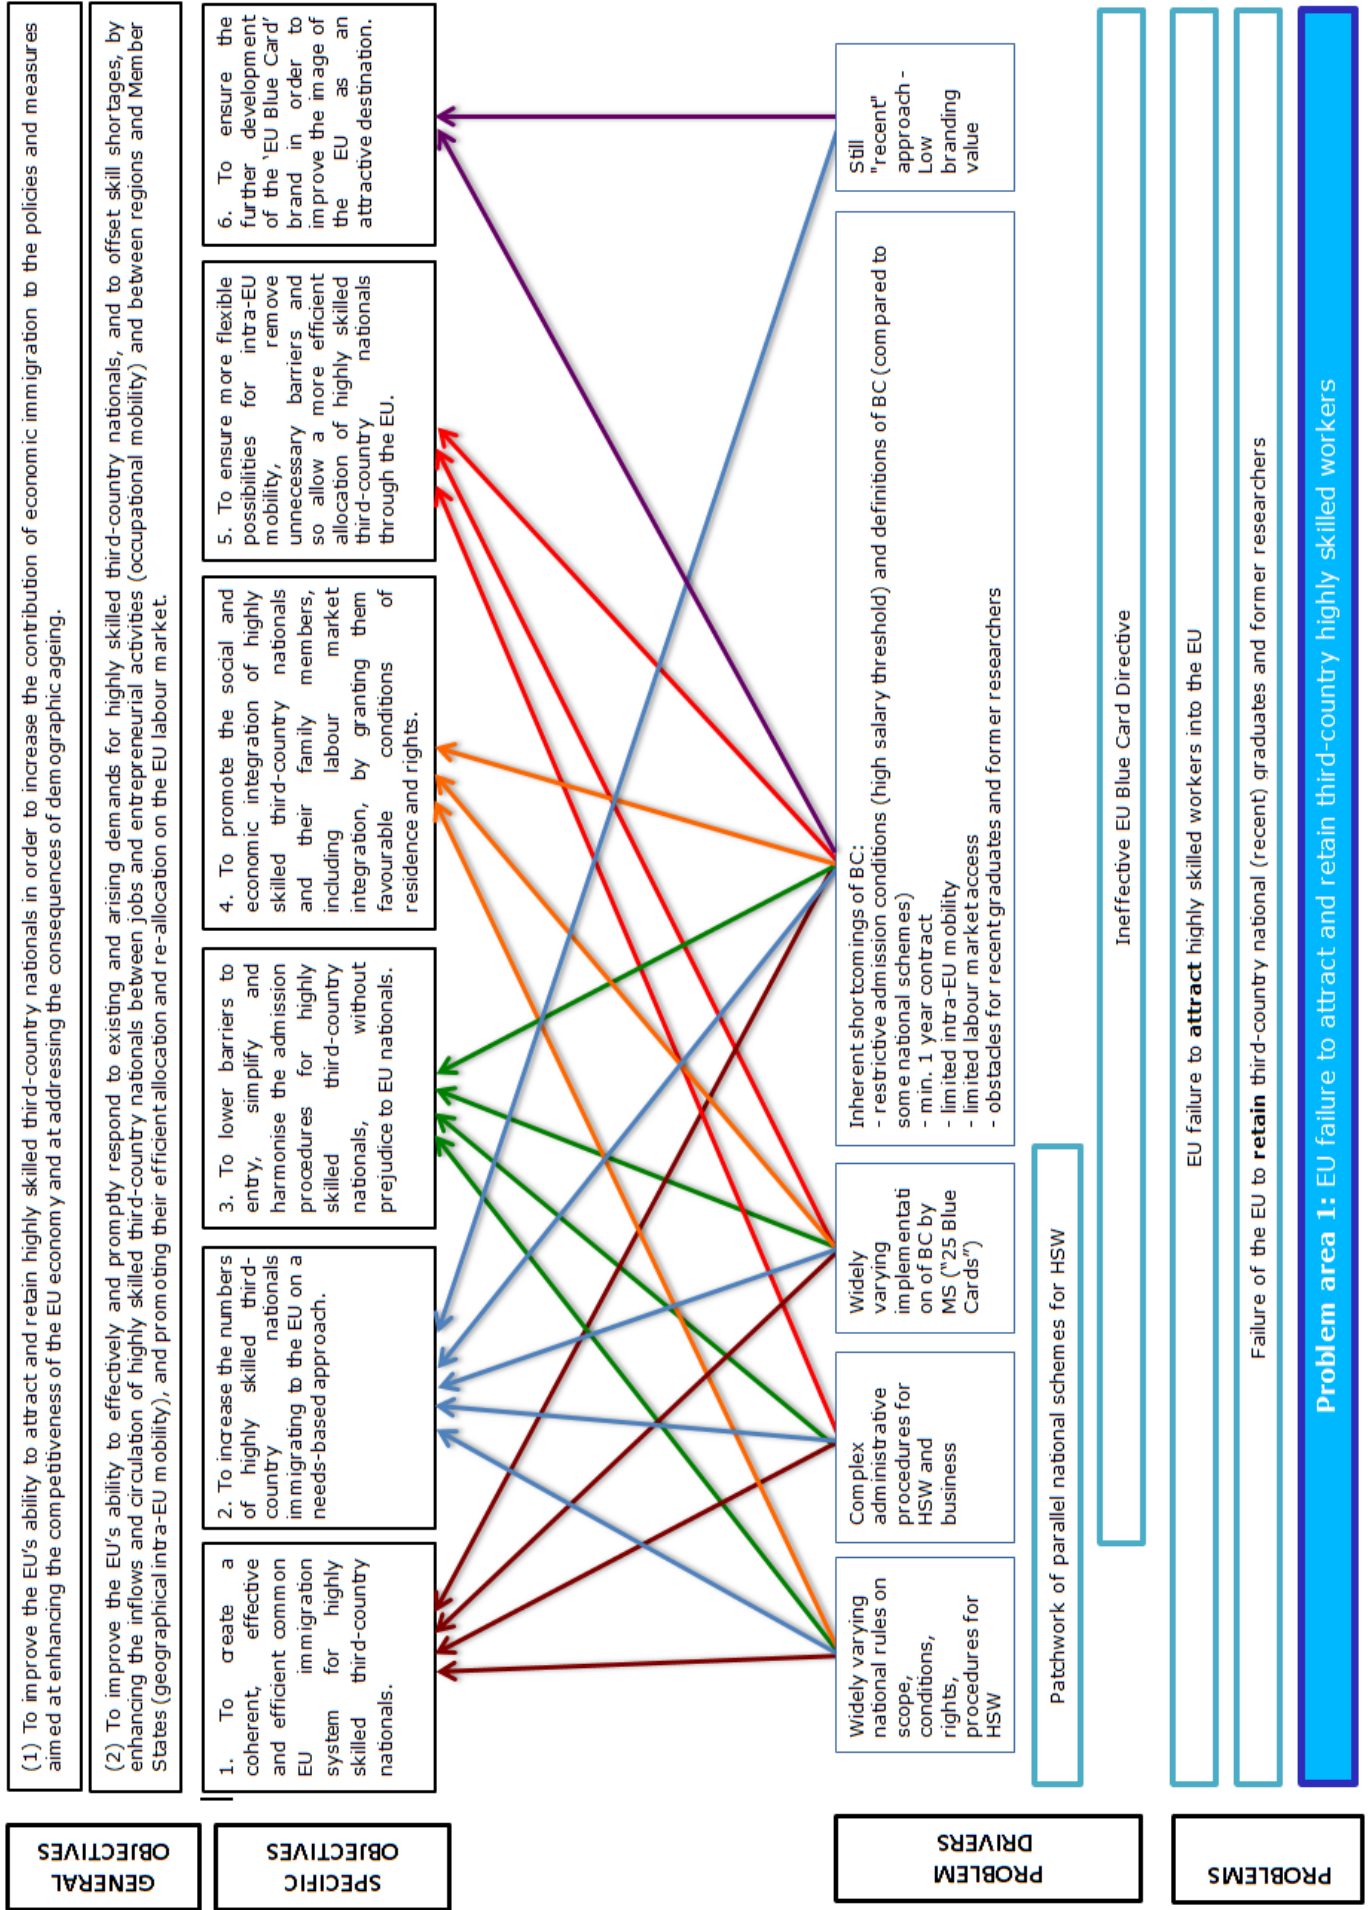 GENERAL
OBJECTIVES
(1) To improve the EU's ability to attract and retain highly skilled third-country nationals in order to increase the contribution of economic immigration to the policies and measures
aimed at enhancing the competitiveness of the EU economy and at addressing the consequences of demographic ageing.
(2) To improve the EU's ability to effectively and promptly respond to existing and arising demands for highly skilled third-country nationals, and to offset skill shortages, by
enhancing the inflows and circulation of highly skilled third-country nationals between jobs and entrepreneurial activities (occupational mobility) and between regions and Member
States (geographical intra-EU mobility), and promoting their efficient allocation and re-allocation on the EU labour market.
SPECIFIC
OBJECTIVES
1. To create a
coherent, effective
and efficient common
EU immigration
system for highly
skilled third-country
nationals.
2. To increase the numbers
of highly skilled third-
country nationals
immigrating to the EU on a
needs-based approach.
3. To lower barriers to
entry, simplify and
harmonise the admission
procedures for highly
skilled third-country
nationals, without
prejudice to EU nationals.
4. To promote the social and
economic integration of highly
skilled third-country nationals
and their family members,
including labour market
integration, by granting them
favourable conditions of
residence and rights.
5. To ensure more flexible
possibilities for intra-EU
mobility, remove
unnecessary barriers and
so allow a more efficient
allocation of highly skilled
third-country nationals
through the EU.
6. To ensure the
further development
of the 'EU Blue Card'
brand in order to
improve the image of
the EU as an
attractive destination.
PROBLEM
DRIVERS
Widely varying
national rules on
scope,
conditions,
rights,
procedures for
HSW
Complex
administrative
procedures for
HSW and
business
Widely
varying
implementati
on of BC by
MS ("25 Blue
Cards")
Inherent shortcomings of BC:
- restrictive admission conditions (high salary threshold) and definitions of BC (compared to
some national schemes)
- min. 1 year contract
- limited intra-EU mobility
- limited labour market access
- obstacles for recent graduates and former researchers
Still
"recent"
approach -
Low
branding
value
Patchwork of parallel national schemes for HSW
Ineffective EU Blue Card Directive
PROBLEMS
EU failure to attract highly skilled workers into the EU
Failure of the EU to retain third-country national (recent) graduates and former researchers
Problem area 1: EU failure to attract and retain third-country highly skilled workers